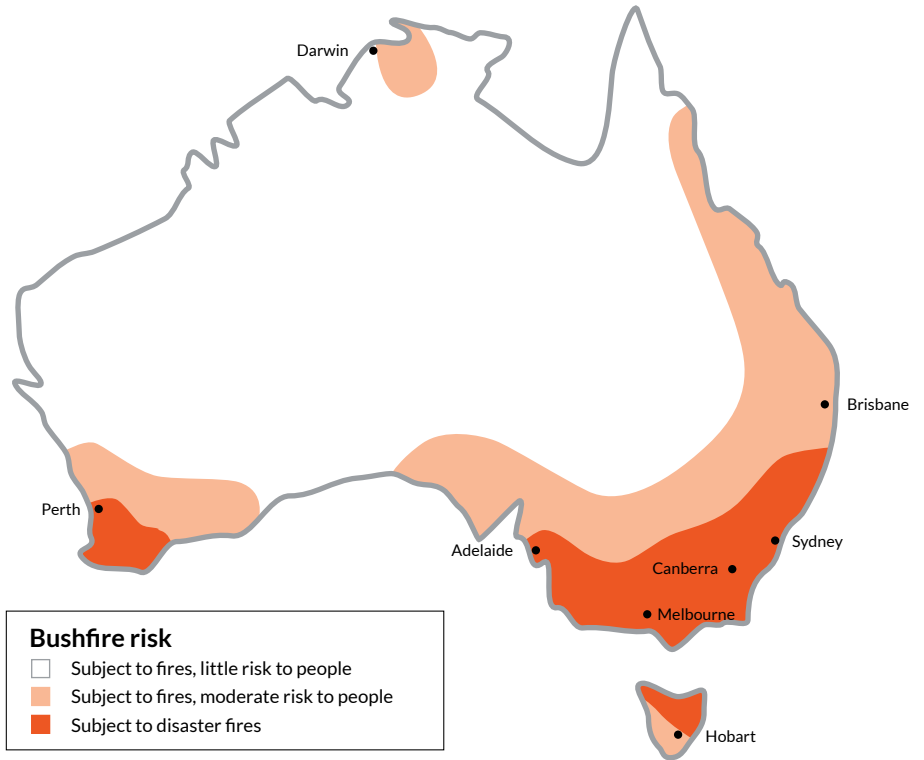 Darwin
Brisbane
Perth
Adelaide
Sydney
Canberra
Melbourne
Bushfire risk
Subject to fires, little risk to people
Subject to fires, moderate risk to people
Subject to disaster fires
Hobart